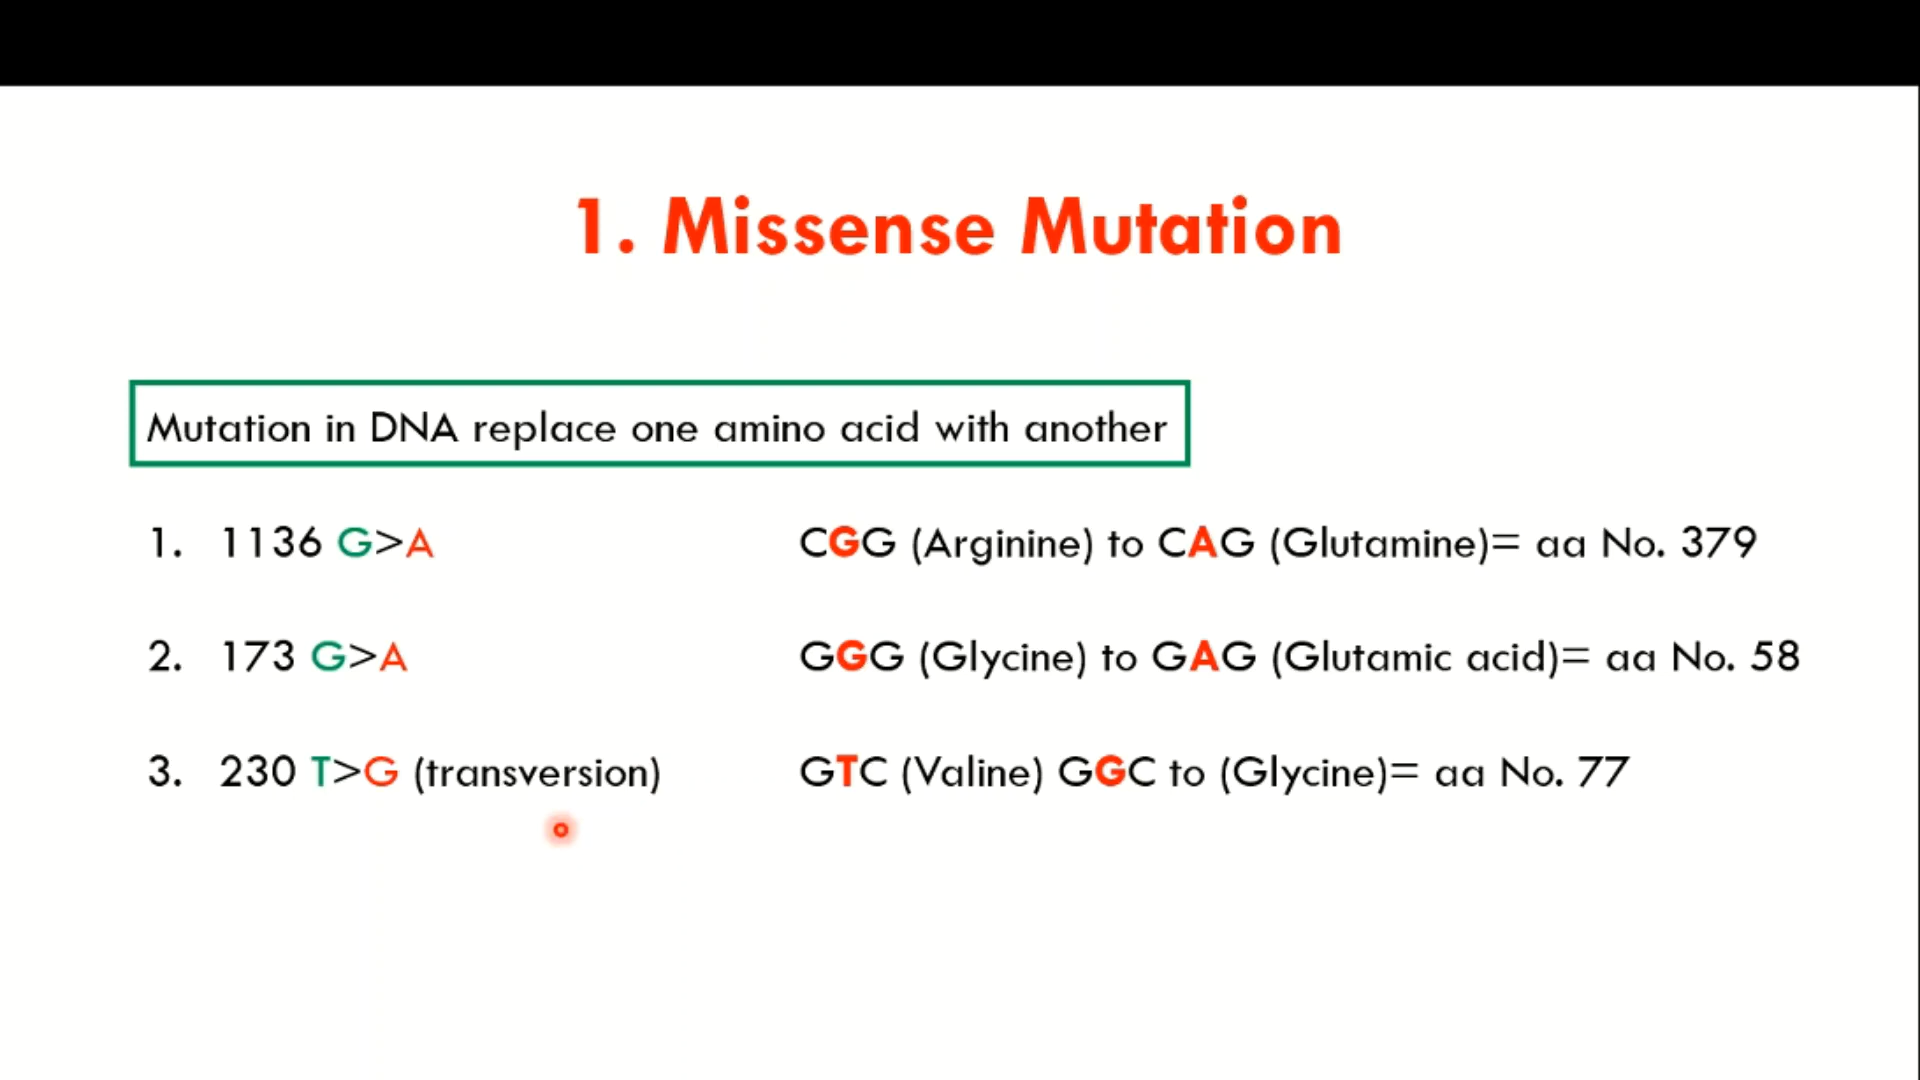 1. Missense Mutation
Mutation in DNA replace one amino acid with another
1. 1136 G>A CGG (Arginine) to CAG (Glutamine)= aa No. 379
2. 173 G>A GGG (Glycine) to GAG (Glutamic acid)= aa No. 58
3. 230 T>G (transversion) GTC (Valine) GGC to (Glycine)= aa No. 77